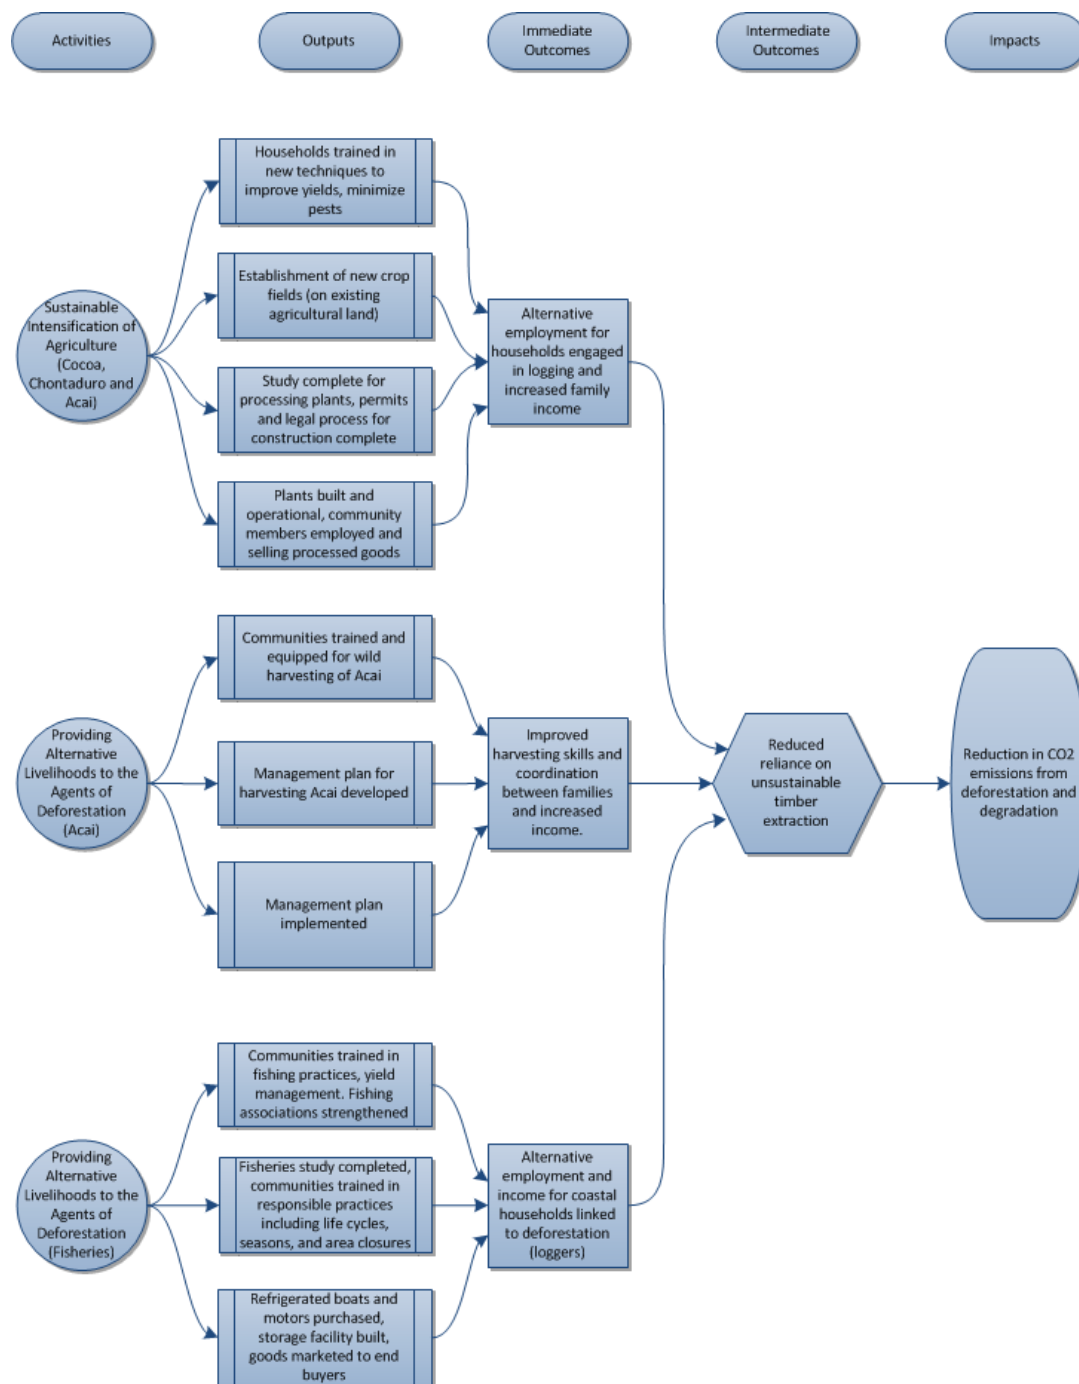 Activities
Outputs
Immediate
Outcomes
Intermediate
Outcomes
Impacts
Households trained in
new techniques to
improve yields, minimize
pests
Establishment of new crop
fields (on existing
agricultural land)
Sustainable
Intensification of
Agriculture
(Cocoa,
Chontaduro and
Acai)
Study complete for
processing plants, permits
and legal process for
construction complete
Plants built and
operational, community
members employed and
selling processed goods
Alternative
employment for
households engaged
in logging and
increased family
income
Communities trained and
equipped for wild
harvesting of Acai
Providing
Alternative
Livelihoods to the
Agents of
Deforestation
(Acai)
Management plan for
harvesting Acai developed
Management plan
implemented
Improved
harvesting skills and
coordination
between families
and increased
income.
Reduced
reliance on
unsustainable
timber
extraction
Reduction in CO2
emissions from
deforestation and
degradation
Communities trained in
fishing practices, yield
management. Fishing
associations strengthened
Providing
Alternative
Livelihoods to the
Agents of
Deforestation
(Fisheries)
Fisheries study completed,
communities trained in
responsible practices
including life cycles,
seasons, and area closures
Refrigerated boats and
motors purchased,
storage facility built,
goods marketed to end
buyers
Alternative
employment and
income for coastal
households linked
to deforestation
(loggers)